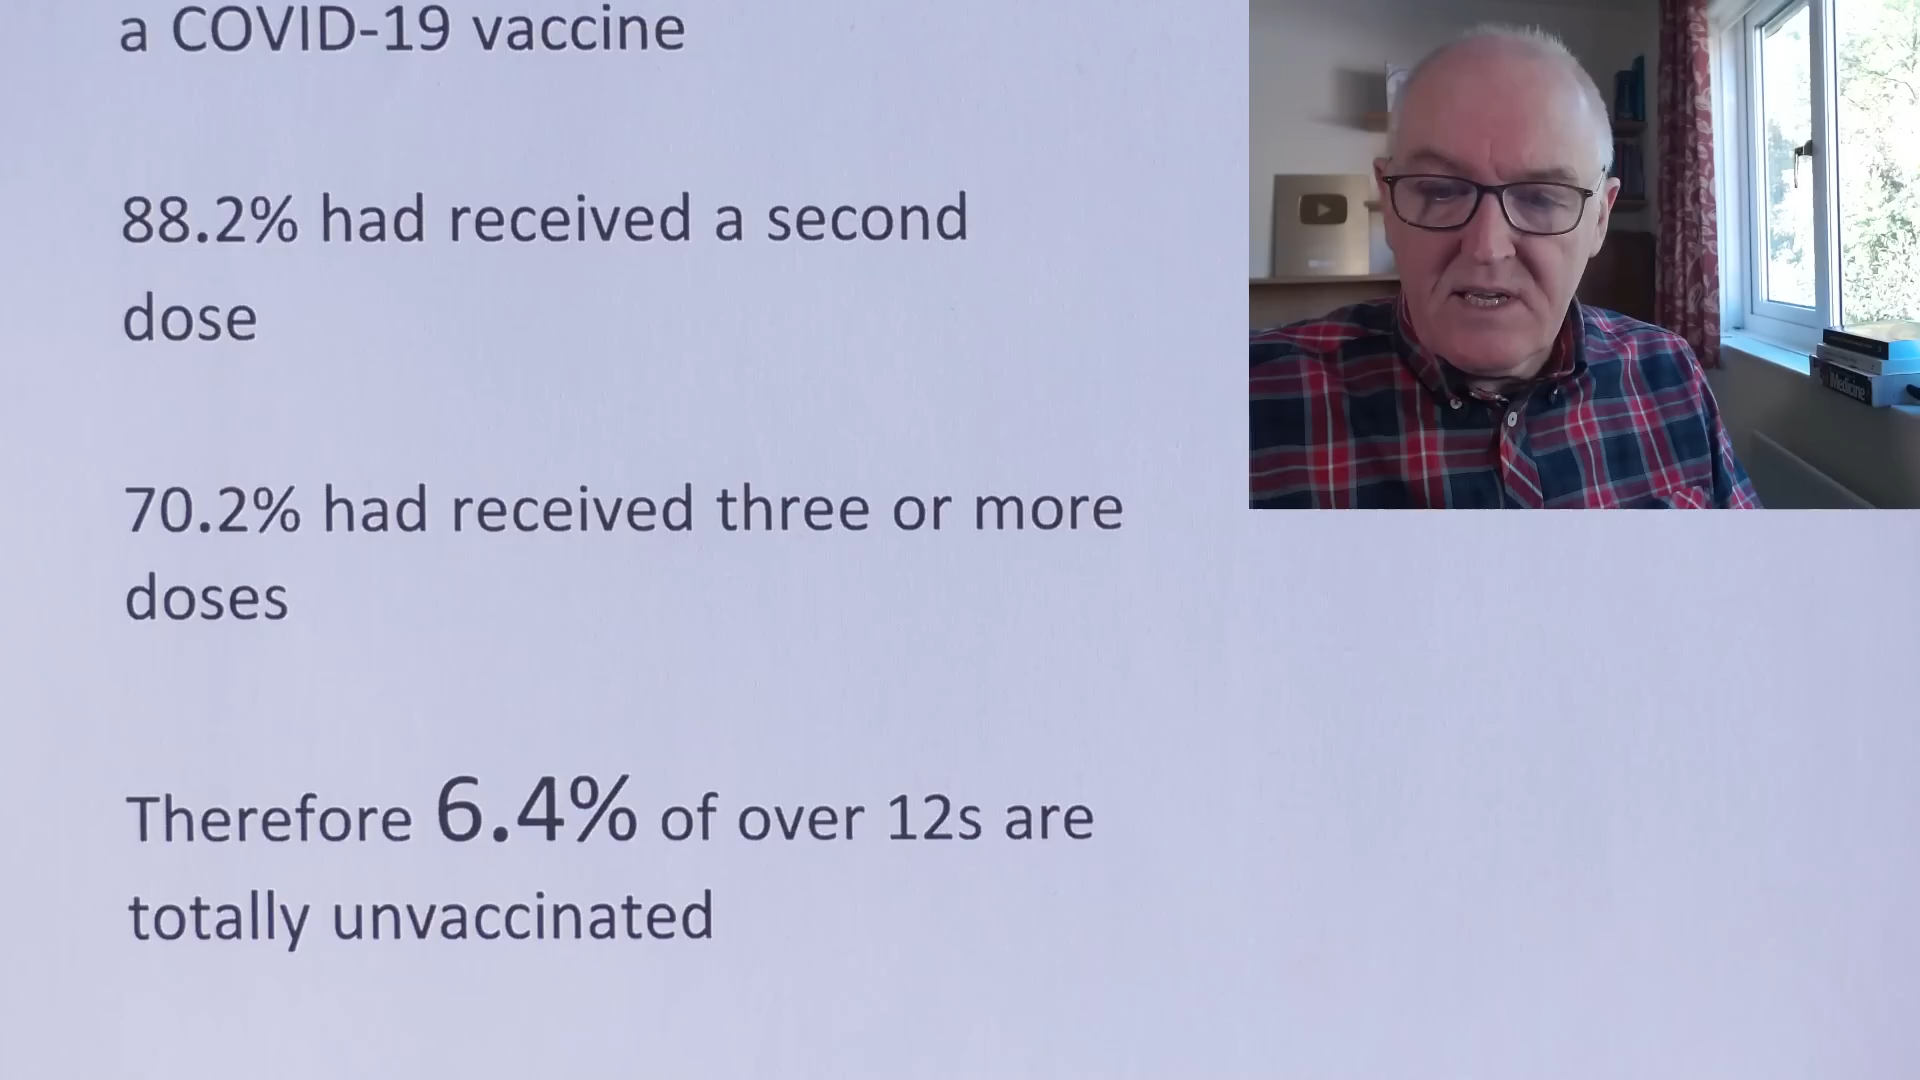 a COVID-19 vaccine
88.2% had received a second
dose
70.2% had received three or more
doses
Therefore 6.4% of over 12s are
totally unvaccinated
Medicine